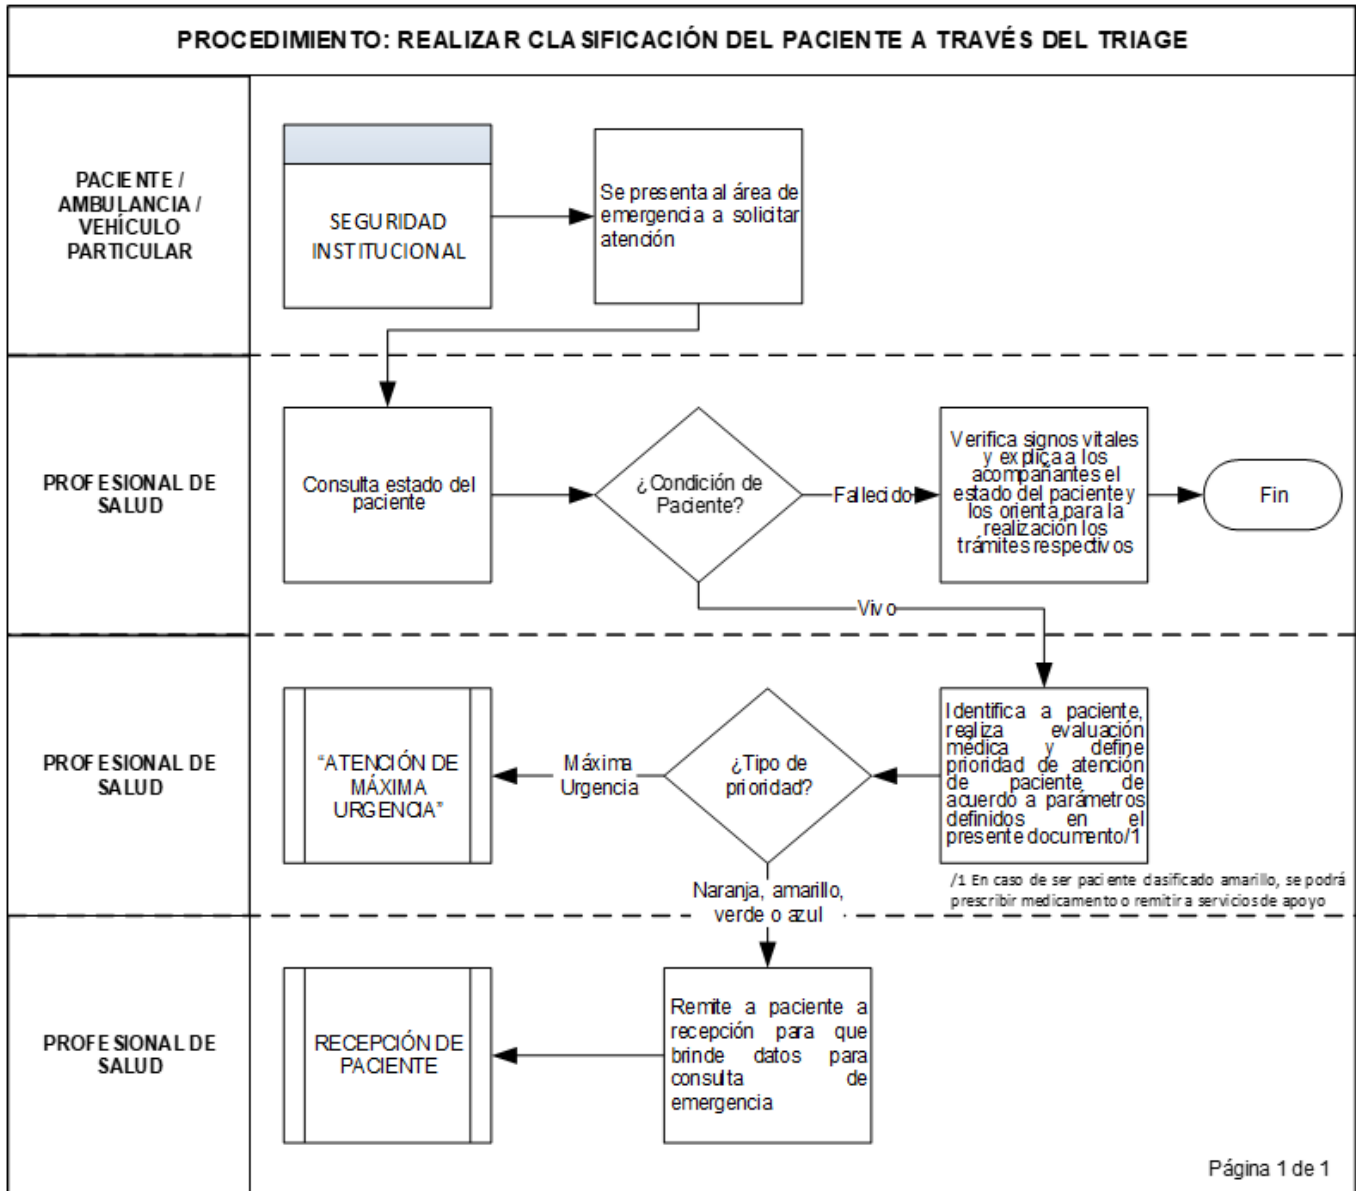 PROCEDIMIENTO: REALIZAR CLASIFICACIÓN DEL PACIENTE A TRAVÉS DEL TRIAGE
PACIENTE /
AMBULANCIA /
VEHÍCULO
PARTICULAR
SEGURIDAD
INSTITUCIONAL
Se presenta al área de
emergencia a solicitar
atención
PROFESIONAL DE
SALUD
Consulta estado del
paciente
¿Condición de
Paciente?
Fallecido
Verifica signos vitales
y explica a los
acompañantes el
estado del paciente y
los orienta para la
realización los
trámites respectivos
Fin
Vivo
PROFESIONAL DE
SALUD
"ATENCIÓN DE
MÁXIMA
URGENCIA"
Máxima
Urgencia
¿Tipo de
prioridad?
Identifica a paciente,
realiza evaluación
médica y define
prioridad de atención
de paciente de
acuerdo a parámetros
definidos en el
presente documento/1
/1 En caso de ser paciente clasificado amarillo, se podrá
prescribir medicamento o remitir a servicios de apoyo
Naranja, amarillo,
verde o azul
PROFESIONAL DE
SALUD
RECEPCIÓN DE
PACIENTE
Remite a paciente a
recepción para que
brinde datos para
consulta de
emergencia
Página 1 de 1